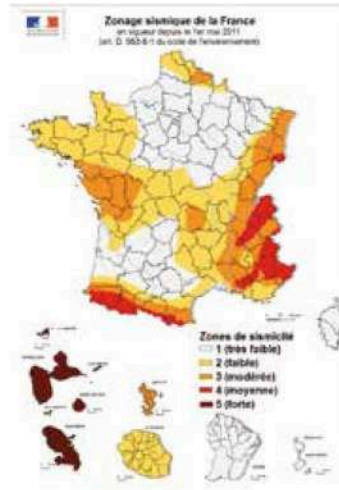 Zonage sismique de la France
en vigueur depuis le 1er mai 2011
(art. D. 563-8-1 du code de l'environnement)
Zones de sismicité
1 (très faible)
2 (faible)
3 (modérée)
4 (moyenne)
5 (forte)